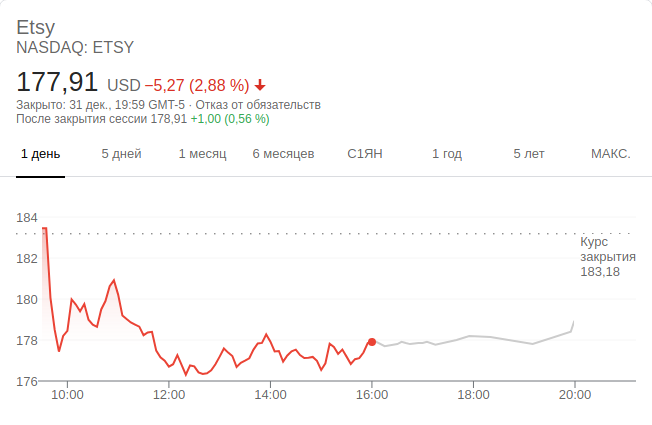 Etsy
NASDAQ: ETSY
177,91 USD −5,27 (2,88 %)
Закрыто: 31 дек., 19:59 GMT-5 · Отказ от обязательств
После закрытия сессии 178,91 +1,00 (0,56 %)
1 день 5 дней 1 месяц 6 месяцев С1ЯН 1 год 5 лет МАКС.
184
Курс
закрытия
183,18
182
180
178
176
10:00 12:00 14:00 16:00 18:00 20:00